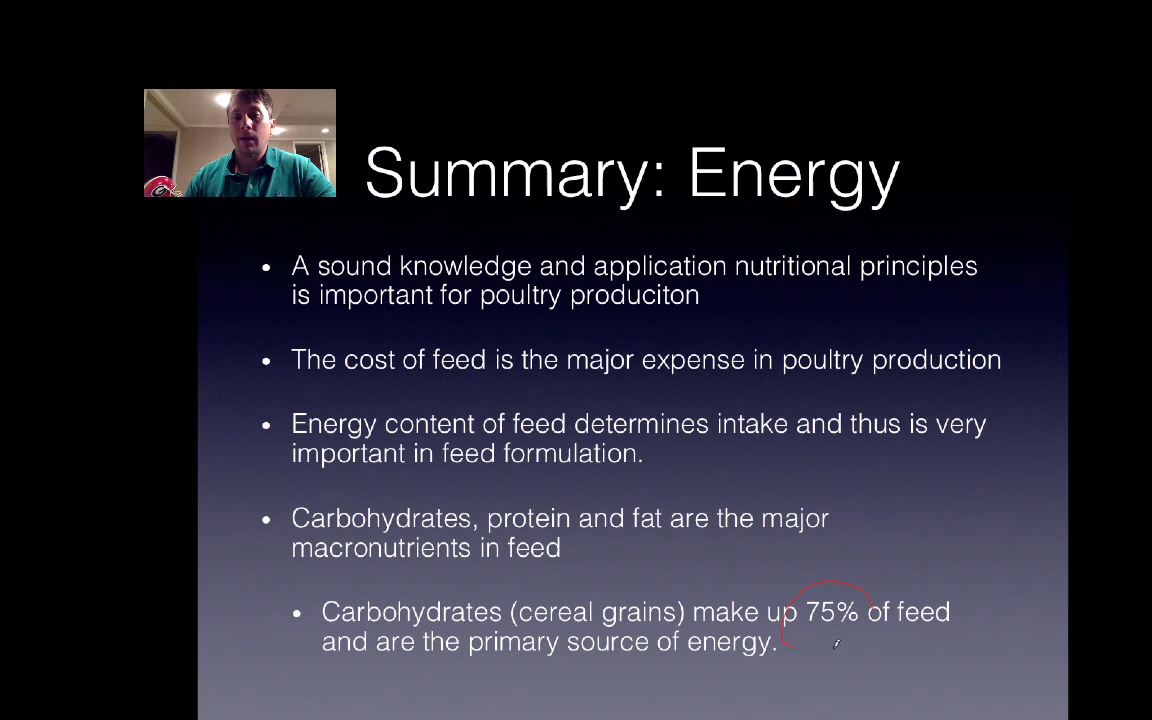 Summary: Energy
• A sound knowledge and application nutritional principles
is important for poultry produciton
• The cost of feed is the major expense in poultry production
• Energy content of feed determines intake and thus is very
important in feed formulation.
• Carbohydrates, protein and fat are the major
macronutrients in feed
• Carbohydrates (cereal grains) make up 75% of feed
and are the primary source of energy.